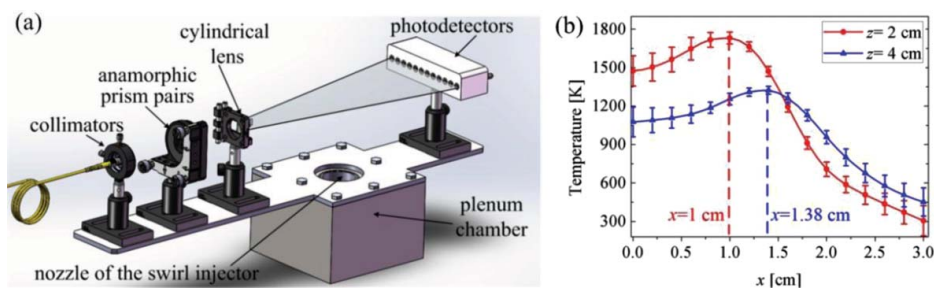 (a)
photodetectors
cylindrical
lens
anamorphic
prism pairs
collimators
plenum
chamber
nozzle of the swirl injector
(b)
z= 2 cm
z= 4 cm
Temperature [K]
1800
1500
1200
900
600
300
x=1 cm
x=1.38 cm
0.0 0.5 1.0 1.5 2.0 2.5 3.0
x [cm]